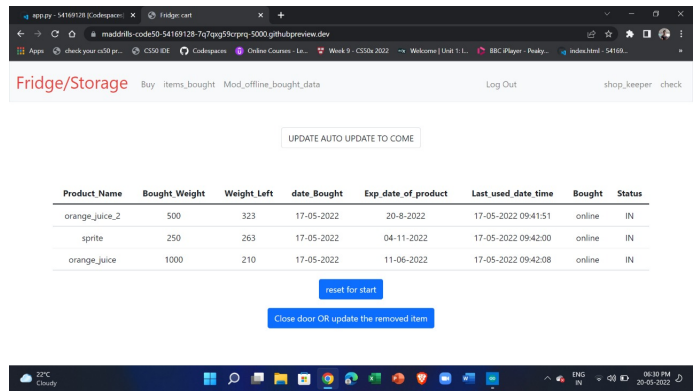 app.py - 54169128 [Codespaces] Fridge: cart
maddrills-code50-54169128-7q7qxg59crprq-5000.githubpreview.dev
Apps check your cs50 pr... CS50 IDE Codespaces Online Courses - Le... Week 9 - CS50x 2022 Welcome | Unit 1: I... BBC iPlayer - Peaky... index.html - 54169... »
Fridge/Storage Buy items_bought Mod_offline_bought_data Log Out shop_keeper check
UPDATE AUTO UPDATE TO COME
Product_Name Bought_Weight Weight_Left date_Bought Exp_date_of_product Last_used_date_time Bought Status
orange_juice_2 500 323 17-05-2022 20-8-2022 17-05-2022 09:41:51 online IN
sprite 250 263 17-05-2022 04-11-2022 17-05-2022 09:42:00 online IN
orange_juice 1000 210 17-05-2022 11-06-2022 17-05-2022 09:42:08 online IN
reset for start
Close door OR update the removed item
22°C ENG 06:30 PM
Cloudy IN 20-05-2022